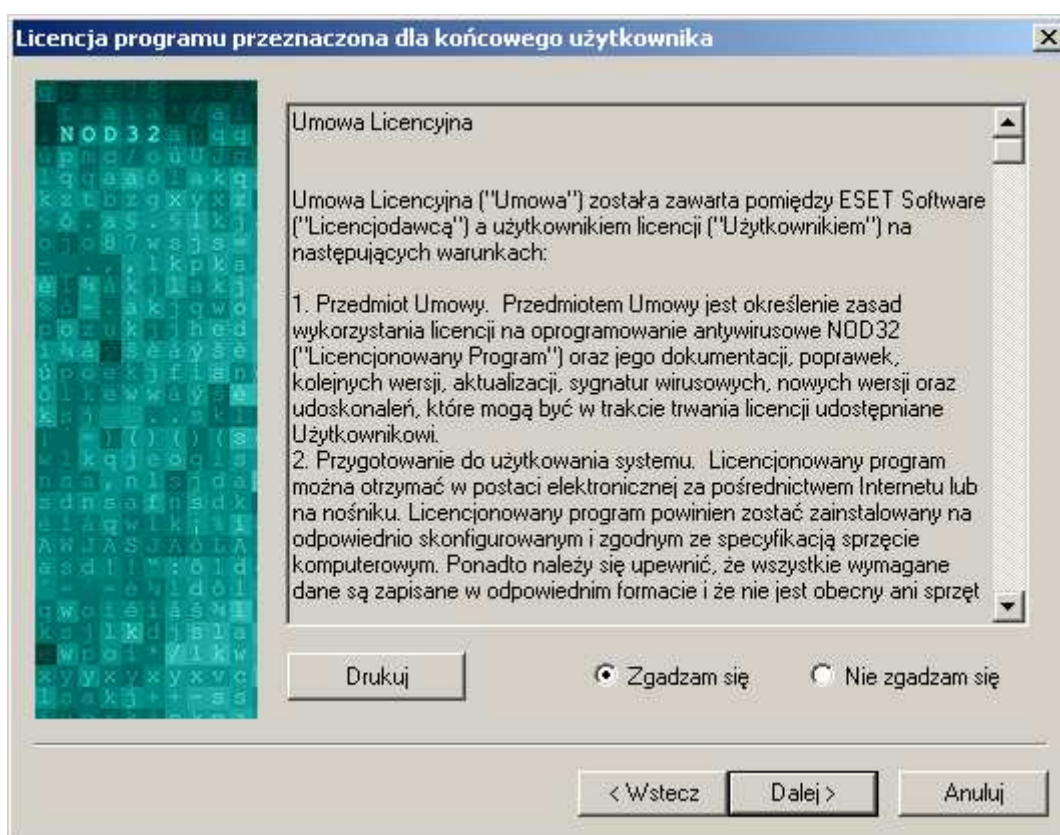 Licencja programu przeznaczona dla końcowego użytkownika
NOD32
Umowa Licencyjna
Umowa Licencyjna ("Umowa") została zawarta pomiędzy ESET Software
("Licencjodawcą") a użytkownikiem licencji ("Użytkownikiem") na
następujących warunkach:
1. Przedmiot Umowy.  Przedmiotem Umowy jest określenie zasad
wykorzystania licencji na oprogramowanie antywirusowe NOD32
("Licencjonowany Program") oraz jego dokumentacji, poprawek,
kolejnych wersji, aktualizacji, sygnatur wirusowych, nowych wersji oraz
udoskonaleń, które mogą być w trakcie trwania licencji udostępniane
Użytkownikowi.
2. Przygotowanie do użytkowania systemu.  Licencjonowany program
można otrzymać w postaci elektronicznej za pośrednictwem Internetu lub
na nośniku. Licencjonowany program powinien zostać zainstalowany na
odpowiednio skonfigurowanym i zgodnym ze specyfikacją sprzęcie
komputerowym. Ponadto należy się upewnić, że wszystkie wymagane
dane są zapisane w odpowiednim formacie i że nie jest obecny ani sprzęt
Drukuj
Zgadzam się
Nie zgadzam się
< Wstecz
Dalej >
Anuluj